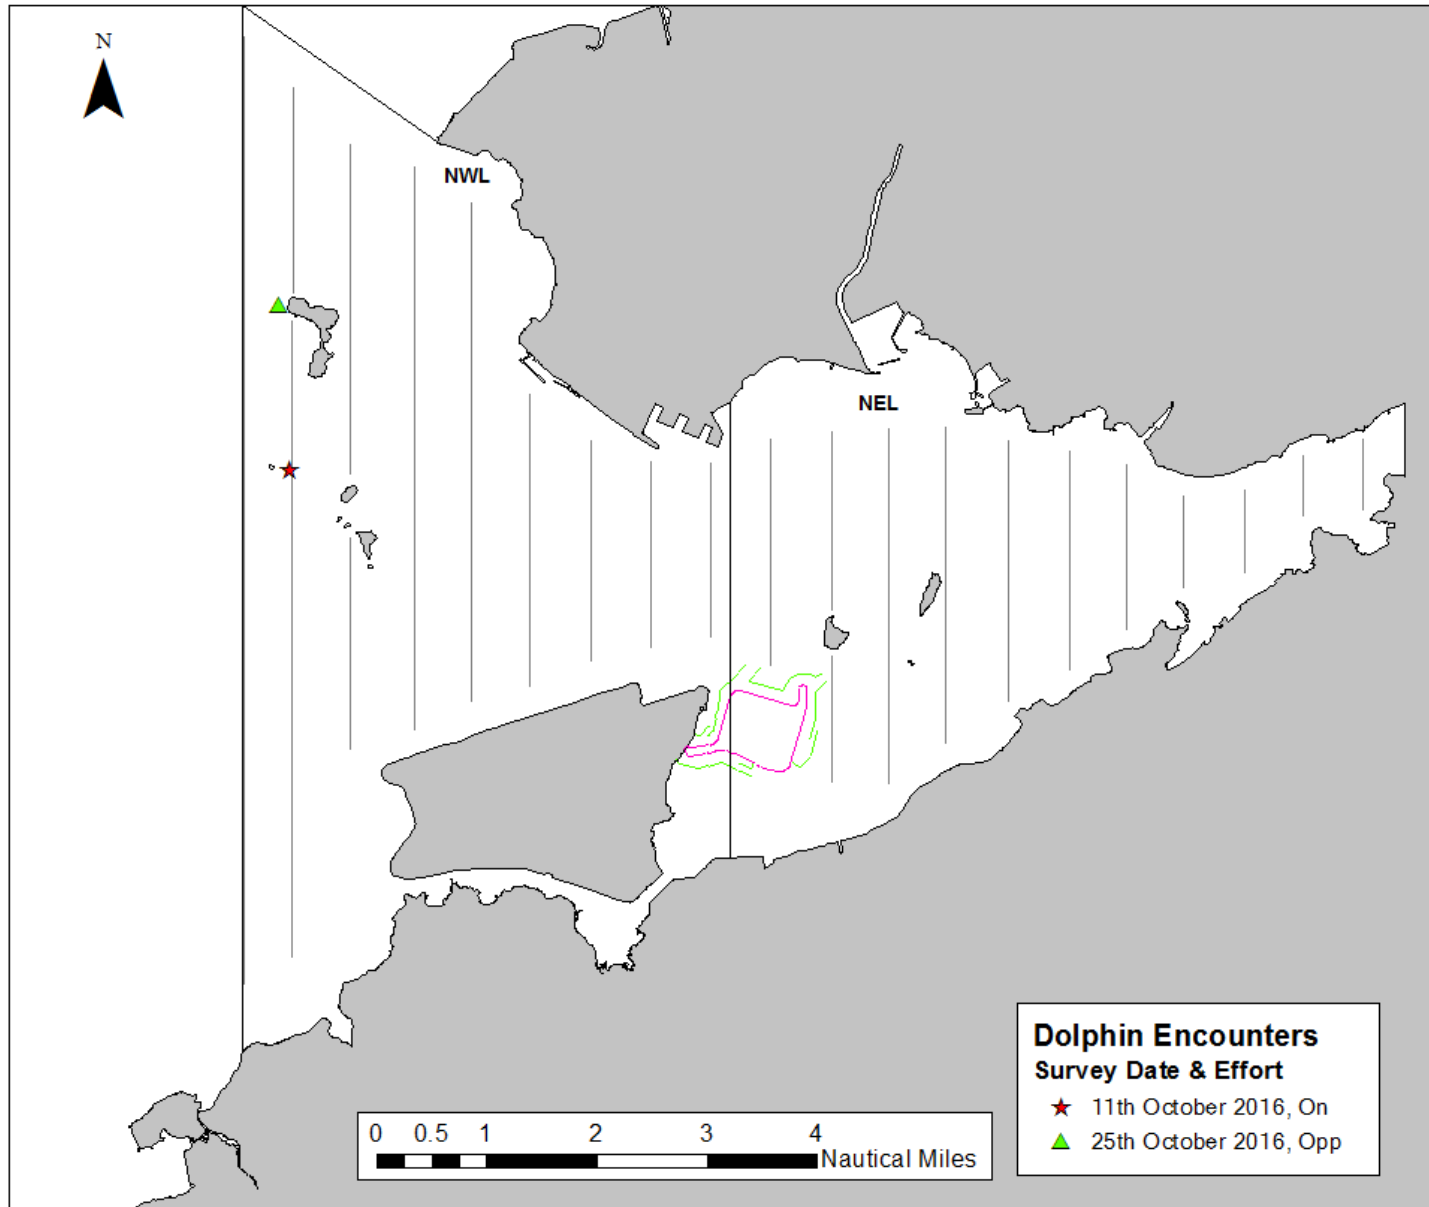 N
NWL
NEL
Dolphin Encounters
Survey Date & Effort
11th October 2016, On
25th October 2016, Opp
0 0.5 1 2 3 4
Nautical Miles